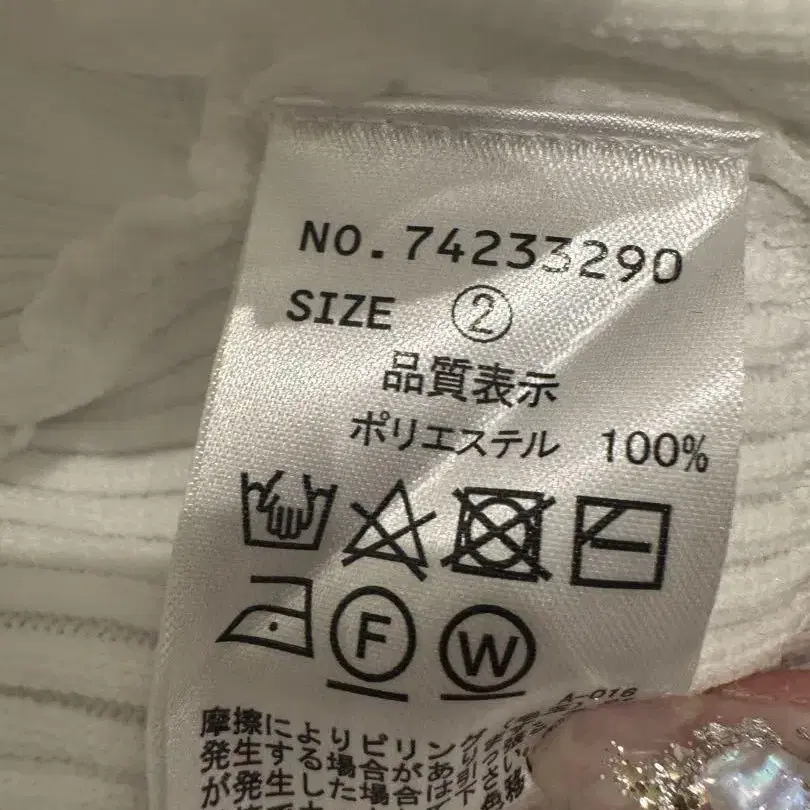 NO.74233290
SIZE ②
品質表示
ポリエステル 100%
F W
A-016
摩擦によりピリン
発生する場合があ
が発生した場合は